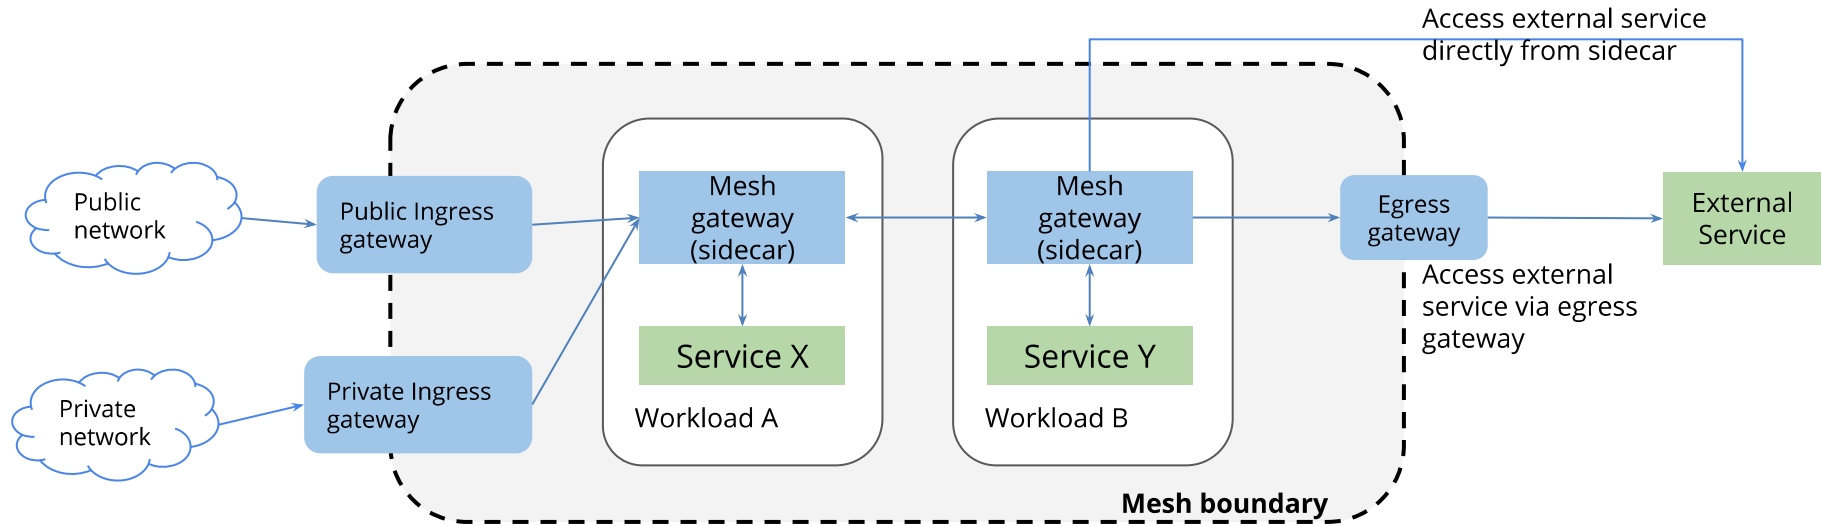 Access external service
directly from sidecar
Public
network
Public Ingress
gateway
Mesh
gateway
(sidecar)
Mesh
gateway
(sidecar)
Egress
gateway
External
Service
Access external
service via egress
gateway
Service X
Service Y
Private
network
Private Ingress
gateway
Workload A
Workload B
Mesh boundary